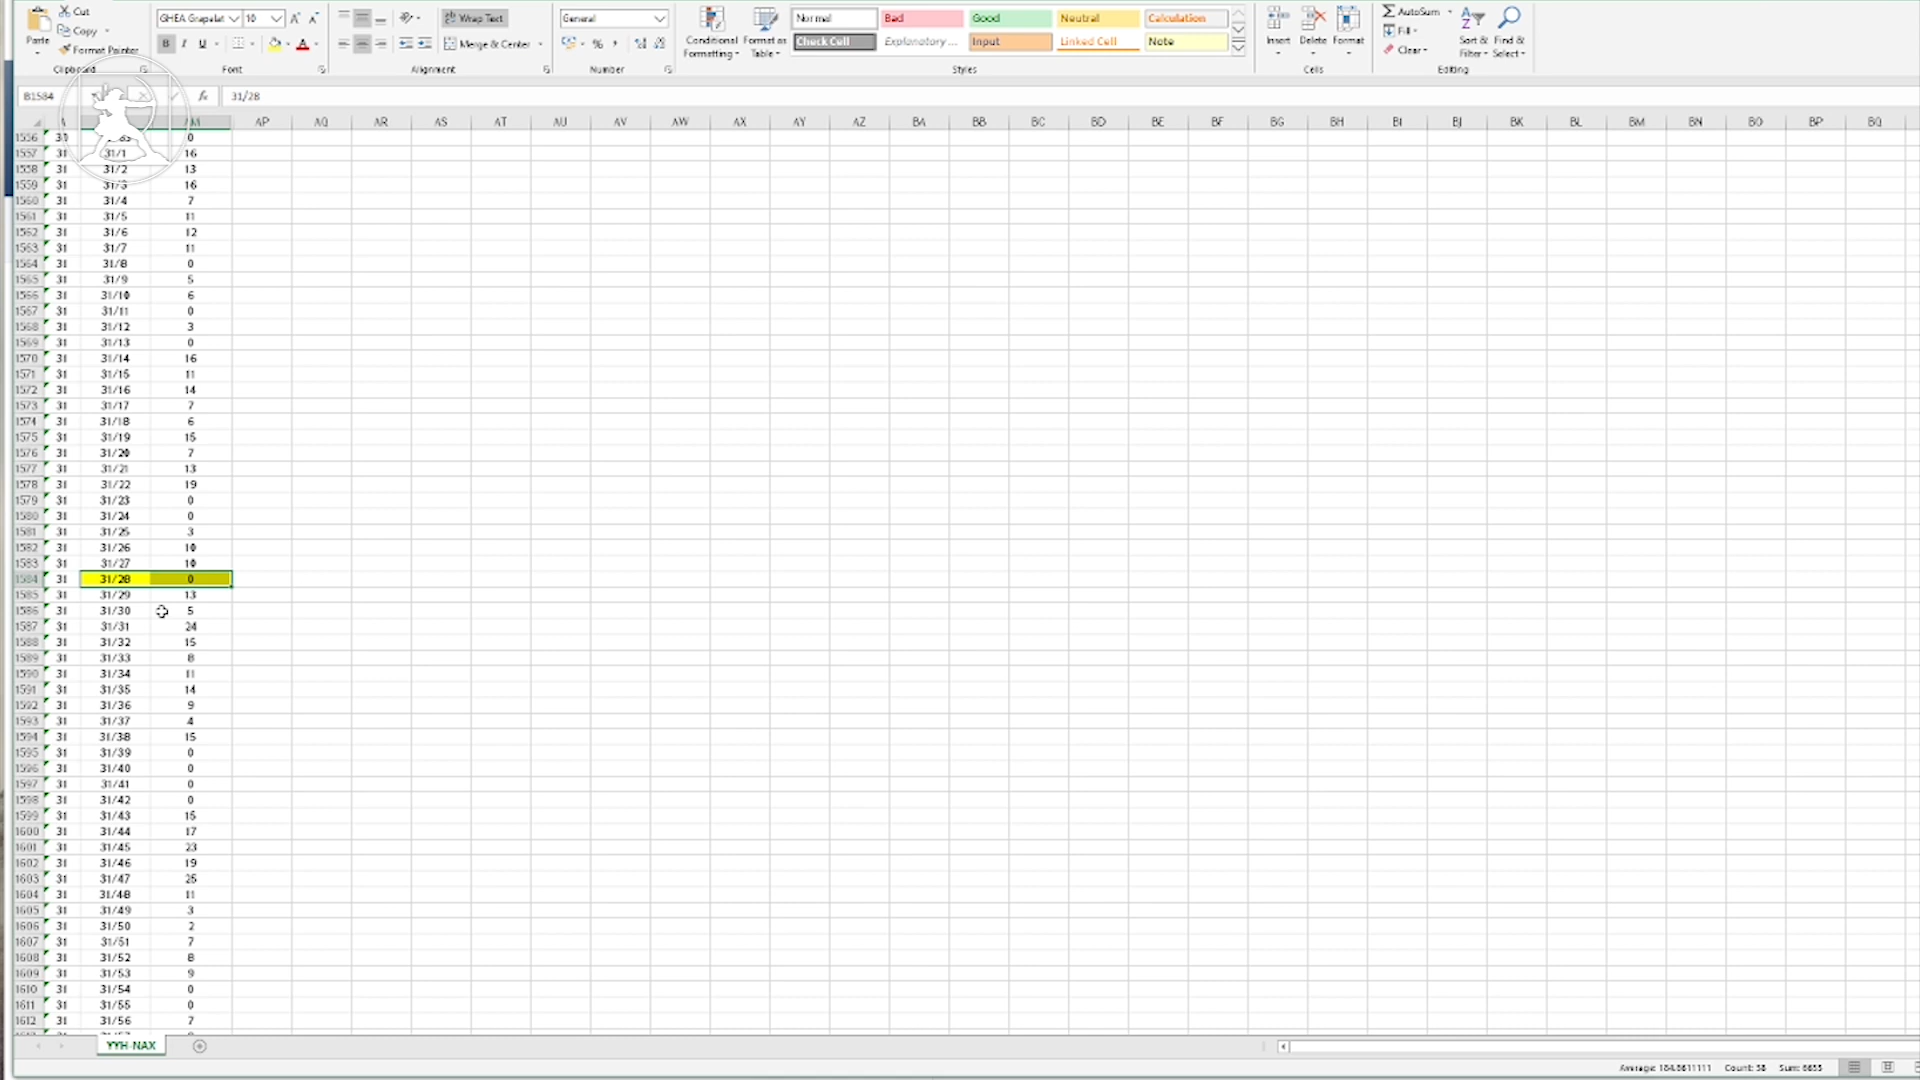 Cut
Copy
Format Painter
Paste
Clipboard
GHEA Grapalat 10
B I U
Font
Wrap Text
Merge & Center
Alignment
General
%
Number
Conditional Formatting
Format as Table
Normal Bad Good Neutral Calculation
Check Cell Explanatory ... Input Linked Cell Note
Styles
Insert Delete Format
Cells
AutoSum
Fill
Clear
Sort & Filter
Find & Select
Editing
B1584 fx 31/28
A AM AP AQ AR AS AT AU AV AW AX AY AZ BA BB BC BD BE BF BG BH BI BJ BK BL BM BN BO BP BQ
1556 0
1557 31 31/1 16
1558 31 31/2 13
1559 31 31/3 16
1560 31 31/4 7
1561 31 31/5 11
1562 31 31/6 12
1563 31 31/7 11
1564 31 31/8 0
1565 31 31/9 5
1566 31 31/10 6
1567 31 31/11 0
1568 31 31/12 3
1569 31 31/13 0
1570 31 31/14 16
1571 31 31/15 11
1572 31 31/16 14
1573 31 31/17 7
1574 31 31/18 6
1575 31 31/19 15
1576 31 31/20 7
1577 31 31/21 13
1578 31 31/22 19
1579 31 31/23 0
1580 31 31/24 0
1581 31 31/25 3
1582 31 31/26 10
1583 31 31/27 10
1584 31 31/28 0
1585 31 31/29 13
1586 31 31/30 5
1587 31 31/31 24
1588 31 31/32 15
1589 31 31/33 8
1590 31 31/34 11
1591 31 31/35 14
1592 31 31/36 9
1593 31 31/37 4
1594 31 31/38 15
1595 31 31/39 0
1596 31 31/40 0
1597 31 31/41 0
1598 31 31/42 0
1599 31 31/43 15
1600 31 31/44 17
1601 31 31/45 23
1602 31 31/46 19
1603 31 31/47 25
1604 31 31/48 11
1605 31 31/49 3
1606 31 31/50 2
1607 31 31/51 7
1608 31 31/52 8
1609 31 31/53 9
1610 31 31/54 0
1611 31 31/55 0
1612 31 31/56 7
YYH-NAX
Average: 184.8611111 Count: 38 Sum: 6655